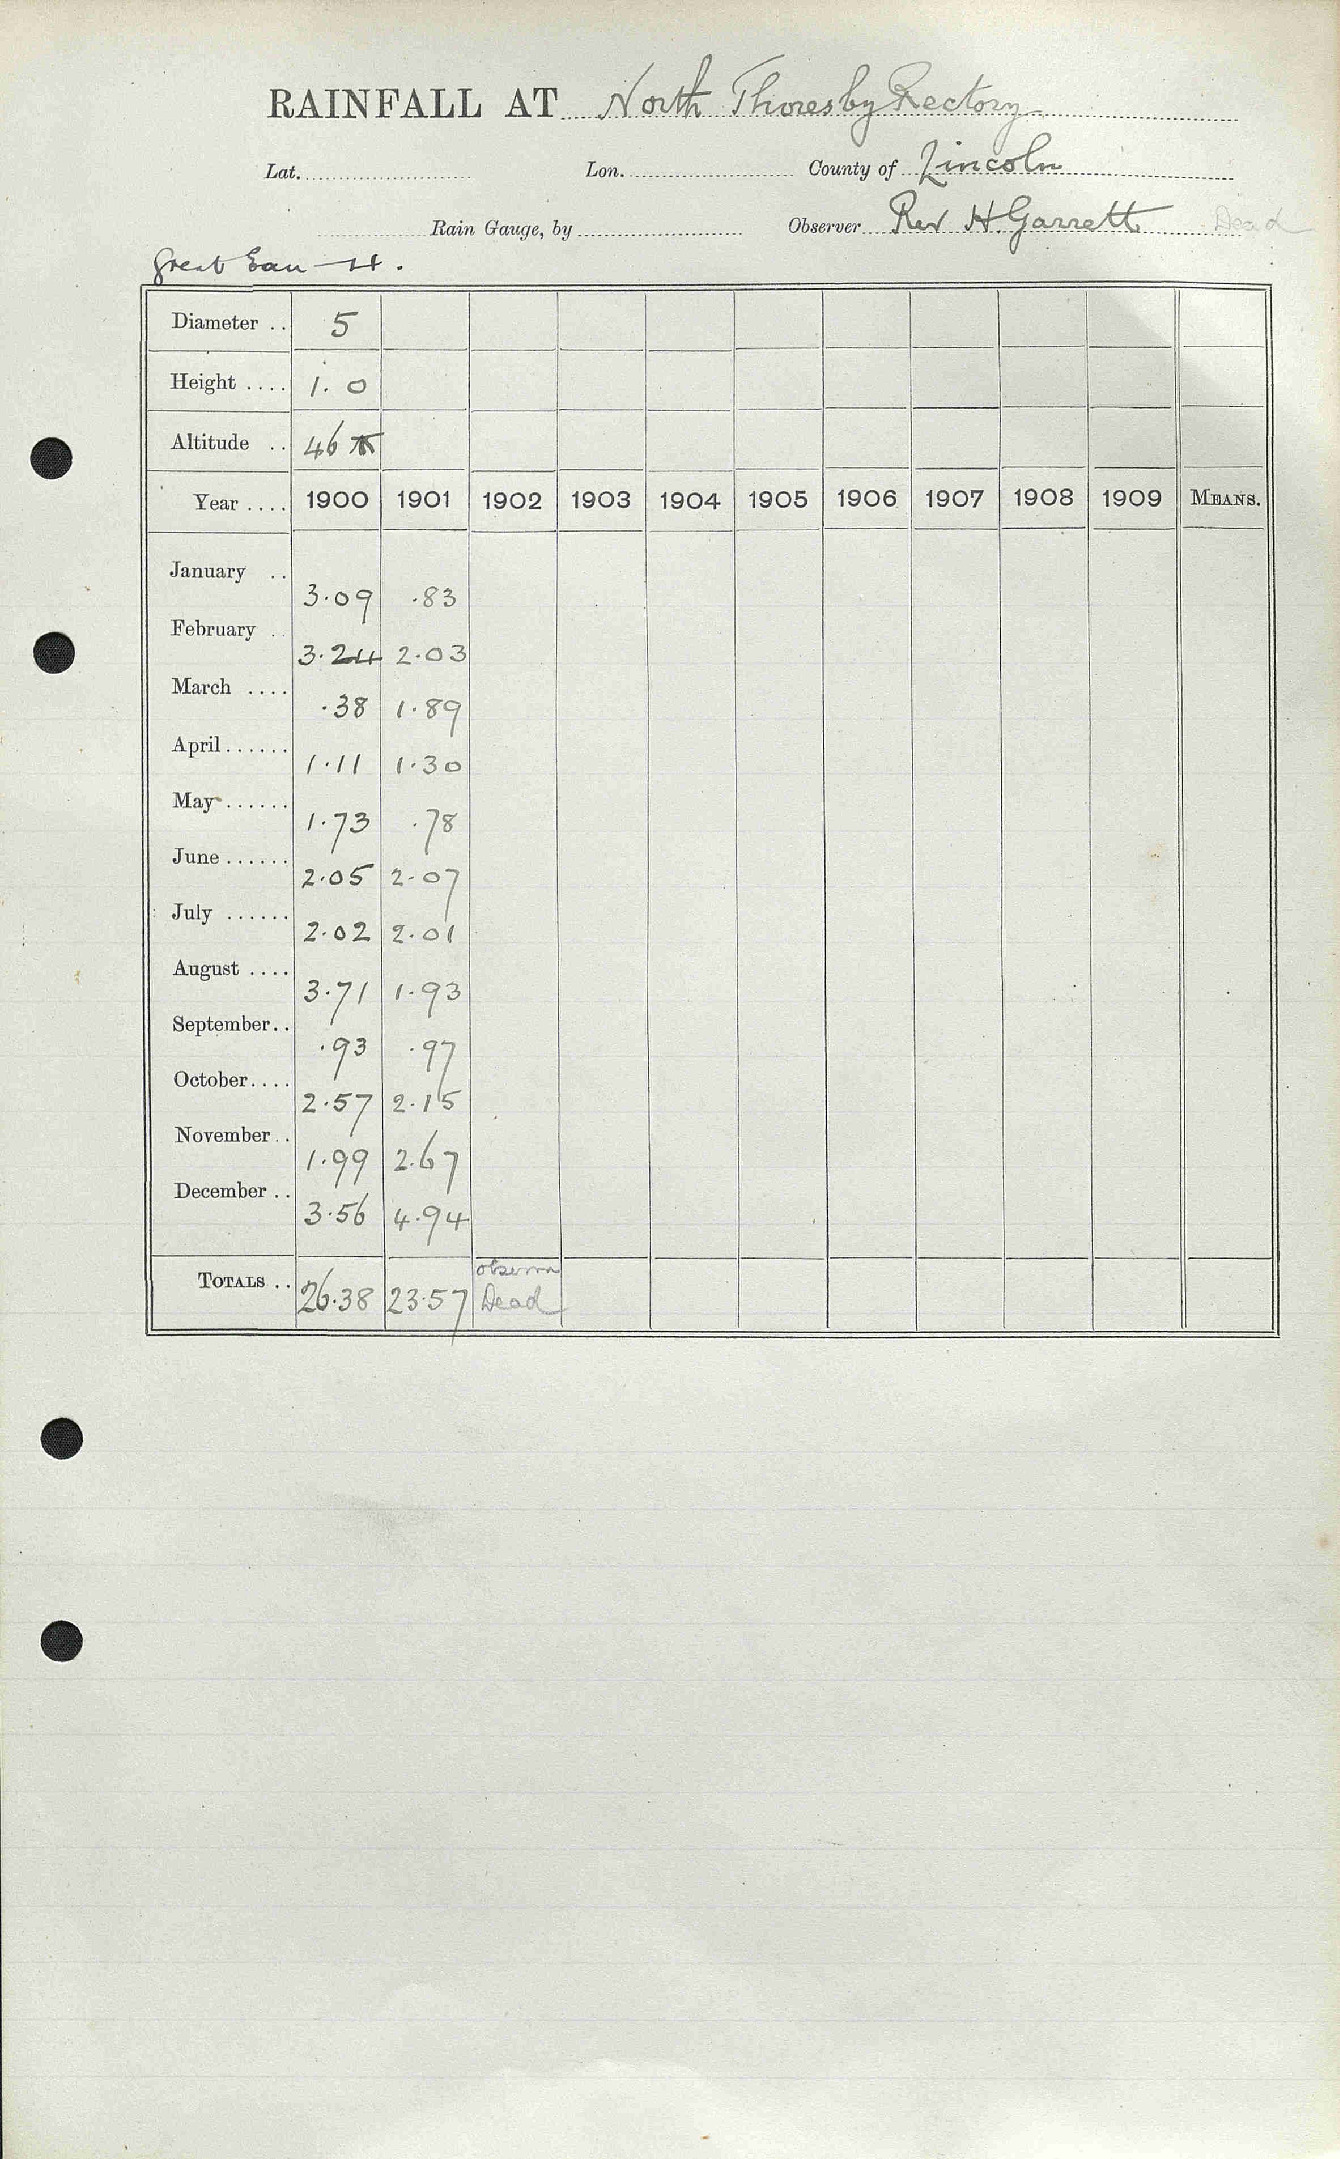 RAINFALL AT North Thoresby Rectory
Lat. Lon. County of Lincoln
Rain Gauge, by Observer Rev H. Garrett Dead
Great Eau
Diameter .. 5
Height .... 1. 0
Altitude .. 46
Year .... 1900 1901 1902 1903 1904 1905 1906 1907 1908 1909 MEANS.
January .. 3.09 .83
February .. 3.24 2.03
March .... .38 1.89
April...... 1.11 1.30
May...... 1.73 .78
June...... 2.05 2.07
July ...... 2.02 2.01
August .... 3.71 1.93
September.. .93 .97
October.... 2.57 2.15
November.. 1.99 2.67
December .. 3.56 4.94
TOTALS .. 26.38 23.57 Dead